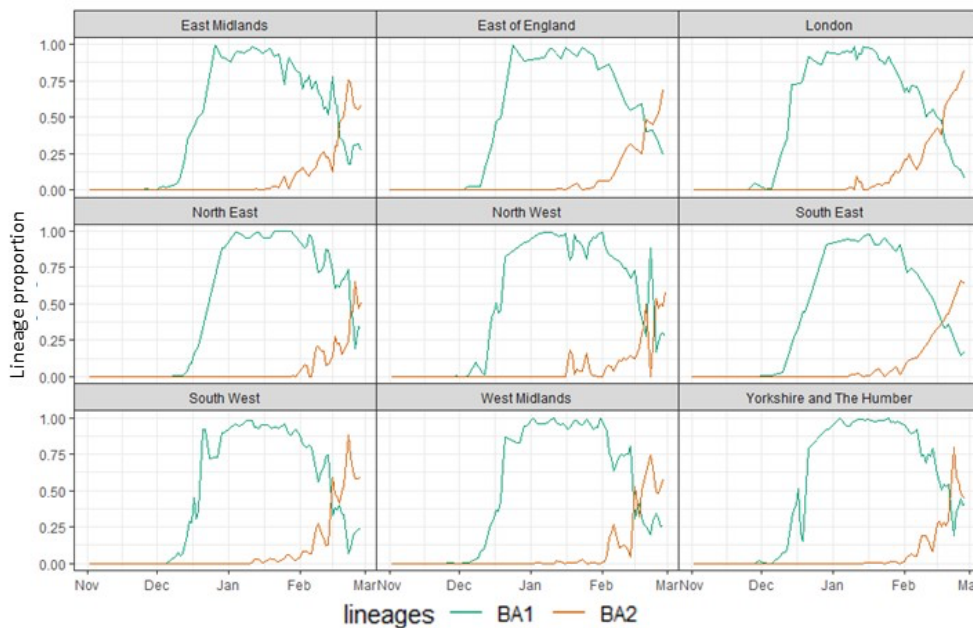 East Midlands East of England London
1.00
0.75
0.50
0.25
0.00
North East North West South East
1.00
0.75
0.50
0.25
0.00
Lineage proportion
South West West Midlands Yorkshire and The Humber
1.00
0.75
0.50
0.25
0.00
Nov Dec Jan Feb Mar Nov Dec Jan Feb Mar Nov Dec Jan Feb Ma
lineages BA1 BA2